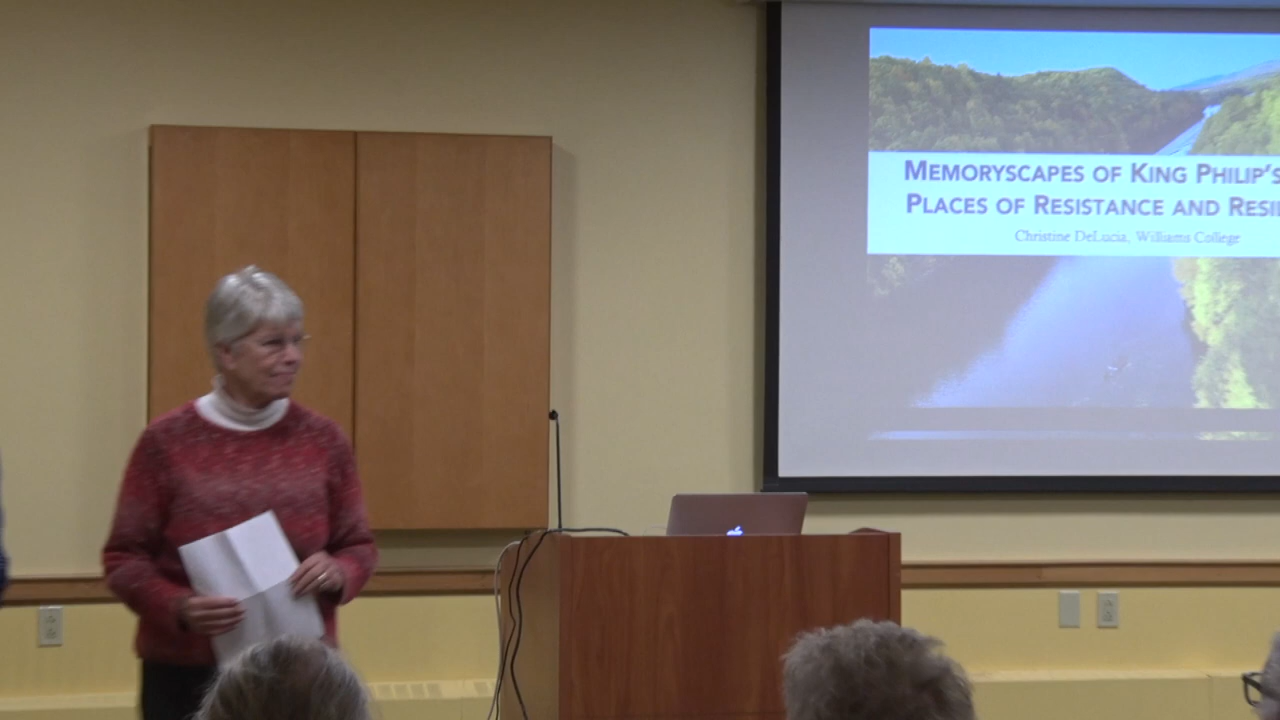 MEMORYSCAPES OF KING PHILIP'S
PLACES OF RESISTANCE AND RESI
Christine DeLucia, Williams College